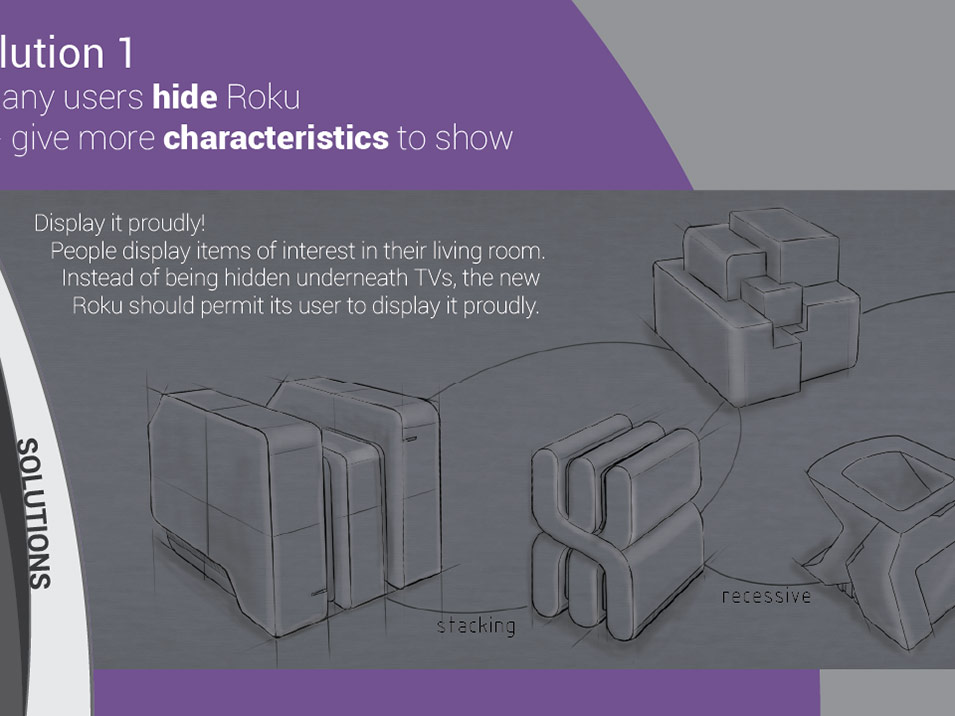 lution 1
any users hide Roku
give more characteristics to show
Display it proudly!
People display items of interest in their living room.
Instead of being hidden underneath TVs, the new
Roku should permit its user to display it proudly.
SOLUTIONS
stacking
recessive